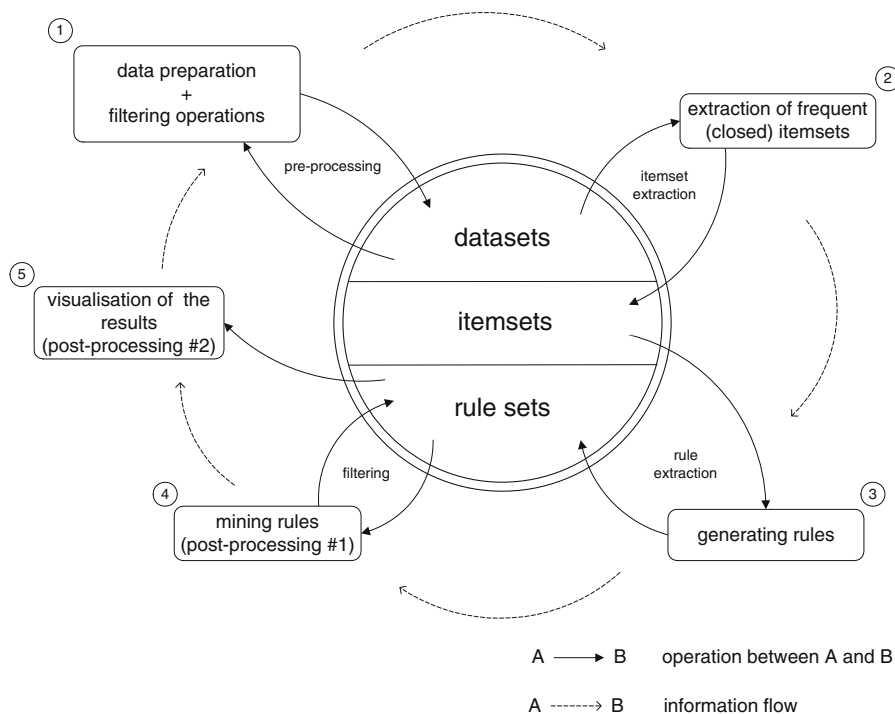 1
data preparation
+
filtering operations
2
extraction of frequent
(closed) itemsets
pre-processing
itemset
extraction
datasets
5
visualisation of the
results
(post-processing #2)
itemsets
rule sets
filtering
rule
extraction
4
mining rules
(post-processing #1)
3
generating rules
A B operation between A and B
A B information flow